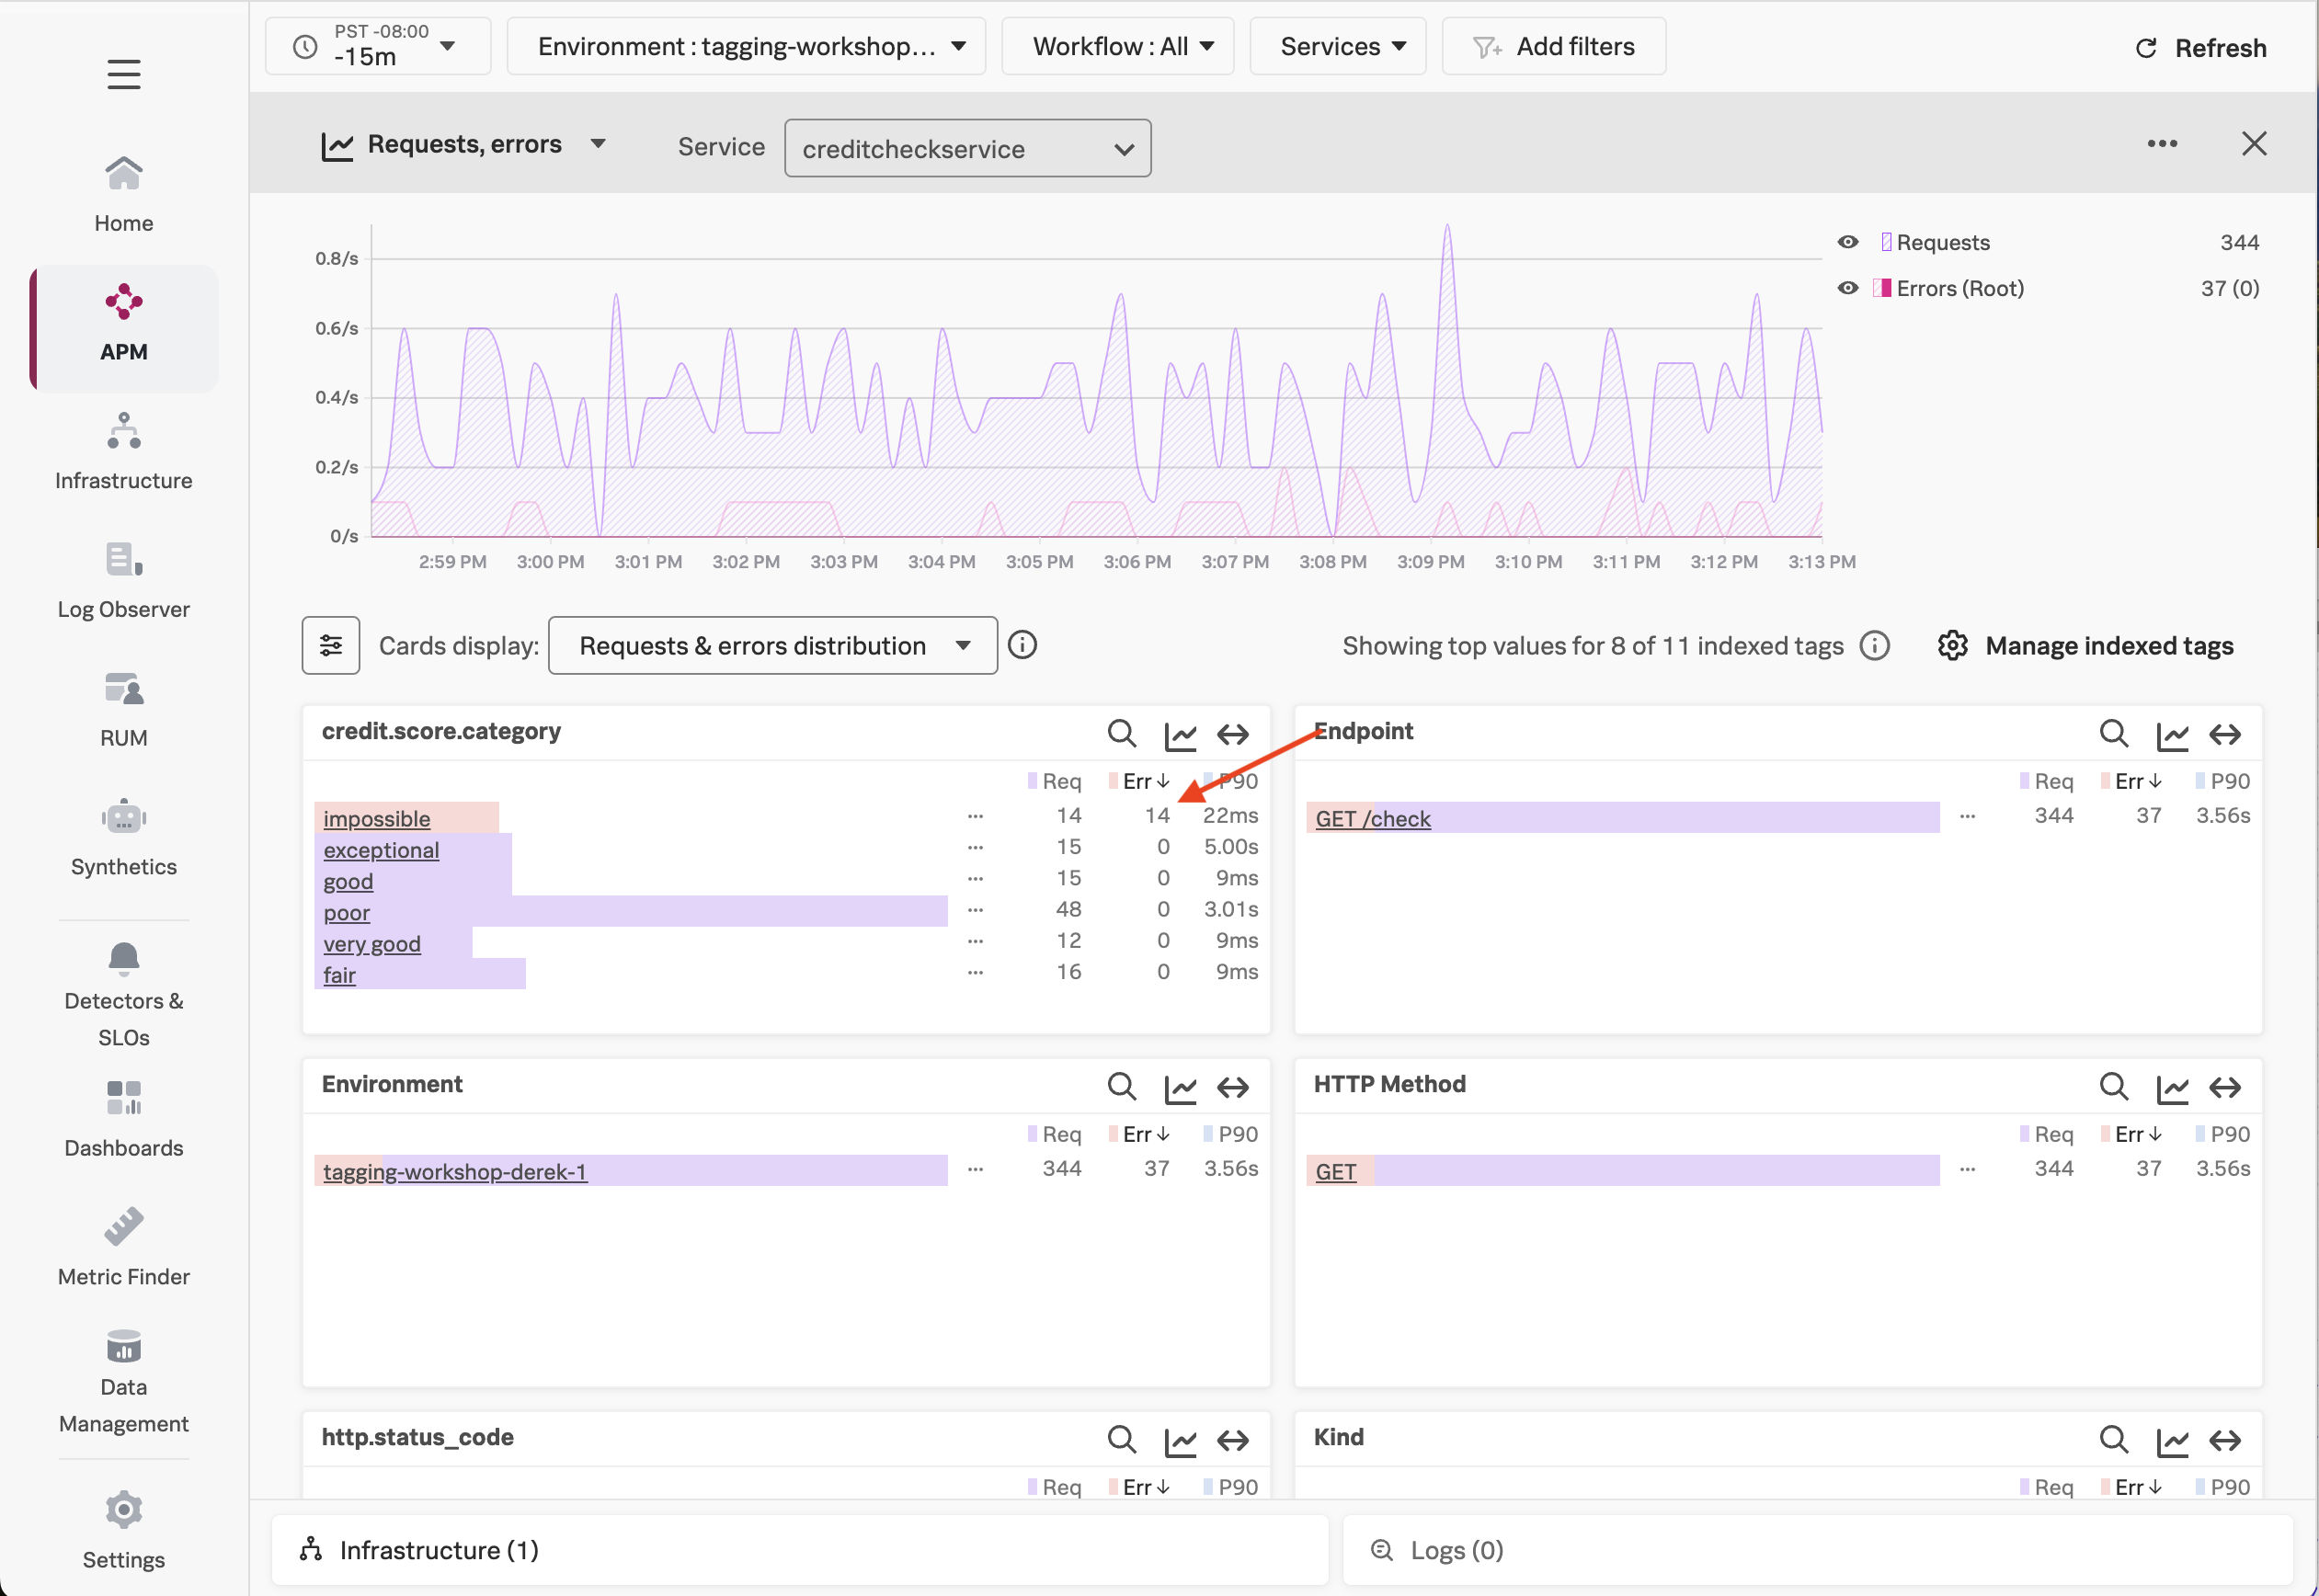 PST -08:00
-15m
Environment : tagging-workshop...
Workflow : All
Services
Add filters
Refresh
Home
APM
Infrastructure
Log Observer
RUM
Synthetics
Detectors &
SLOs
Dashboards
Metric Finder
Data
Management
Settings
Requests, errors
Service
creditcheckservice
0.8/s
0.6/s
0.4/s
0.2/s
0/s
2:59 PM 3:00 PM 3:01 PM 3:02 PM 3:03 PM 3:04 PM 3:05 PM 3:06 PM 3:07 PM 3:08 PM 3:09 PM 3:10 PM 3:11 PM 3:12 PM 3:13 PM
Requests 344
Errors (Root) 37 (0)
Cards display: Requests & errors distribution
Showing top values for 8 of 11 indexed tags
Manage indexed tags
credit.score.category
Req Err↓ P90
impossible ... 14 14 22ms
exceptional ... 15 0 5.00s
good ... 15 0 9ms
poor ... 48 0 3.01s
very good ... 12 0 9ms
fair ... 16 0 9ms
Endpoint
Req Err↓ P90
GET /check ... 344 37 3.56s
Environment
Req Err↓ P90
tagging-workshop-derek-1 ... 344 37 3.56s
HTTP Method
Req Err↓ P90
GET ... 344 37 3.56s
http.status_code
Req Err↓ P90
Kind
Req Err↓ P90
Infrastructure (1)
Logs (0)